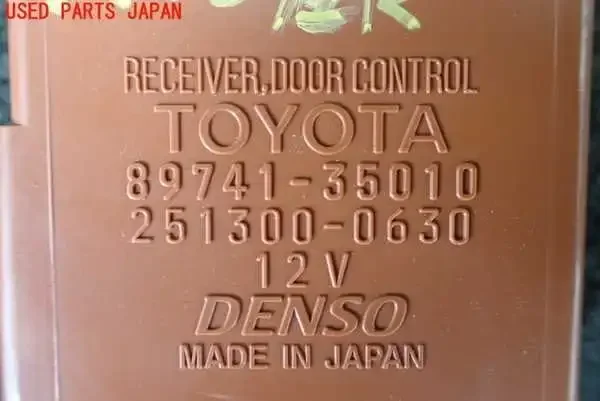 USED PARTS JAPAN
RECEIVER, DOOR CONTROL
TOYOTA
89741-35010
251300-0630
12V
DENSO
MADE IN JAPAN